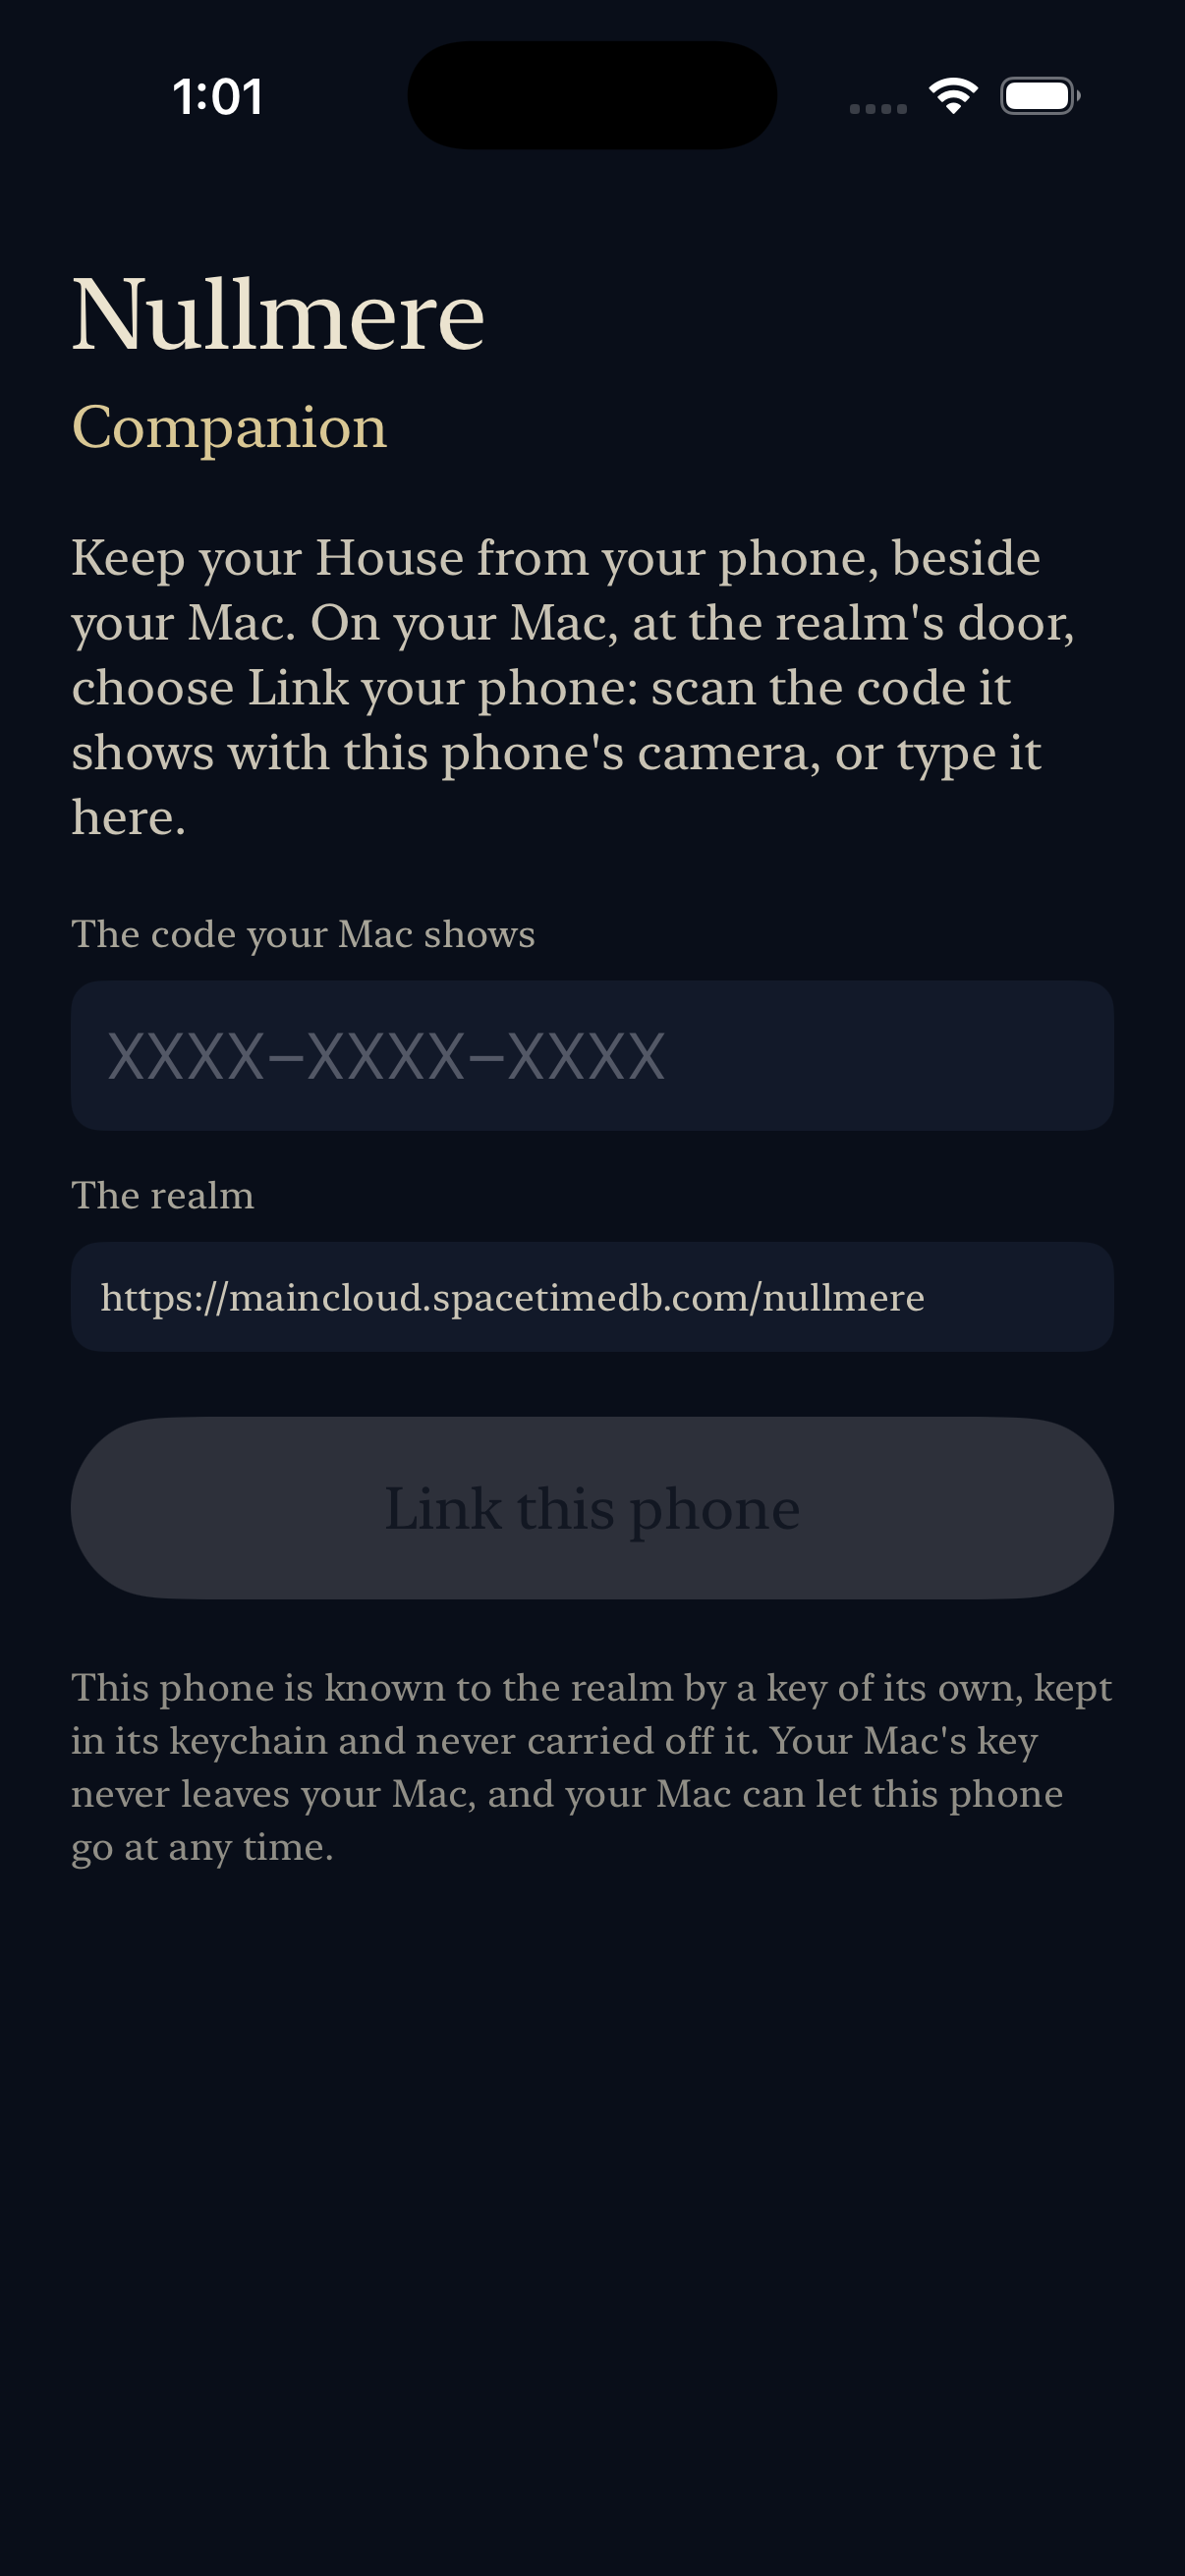 1:01
Nullmere
Companion
Keep your House from your phone, beside
your Mac. On your Mac, at the realm's door,
choose Link your phone: scan the code it
shows with this phone's camera, or type it
here.
The code your Mac shows
XXXX–XXXX–XXXX
The realm
https://maincloud.spacetimedb.com/nullmere
Link this phone
This phone is known to the realm by a key of its own, kept
in its keychain and never carried off it. Your Mac's key
never leaves your Mac, and your Mac can let this phone
go at any time.